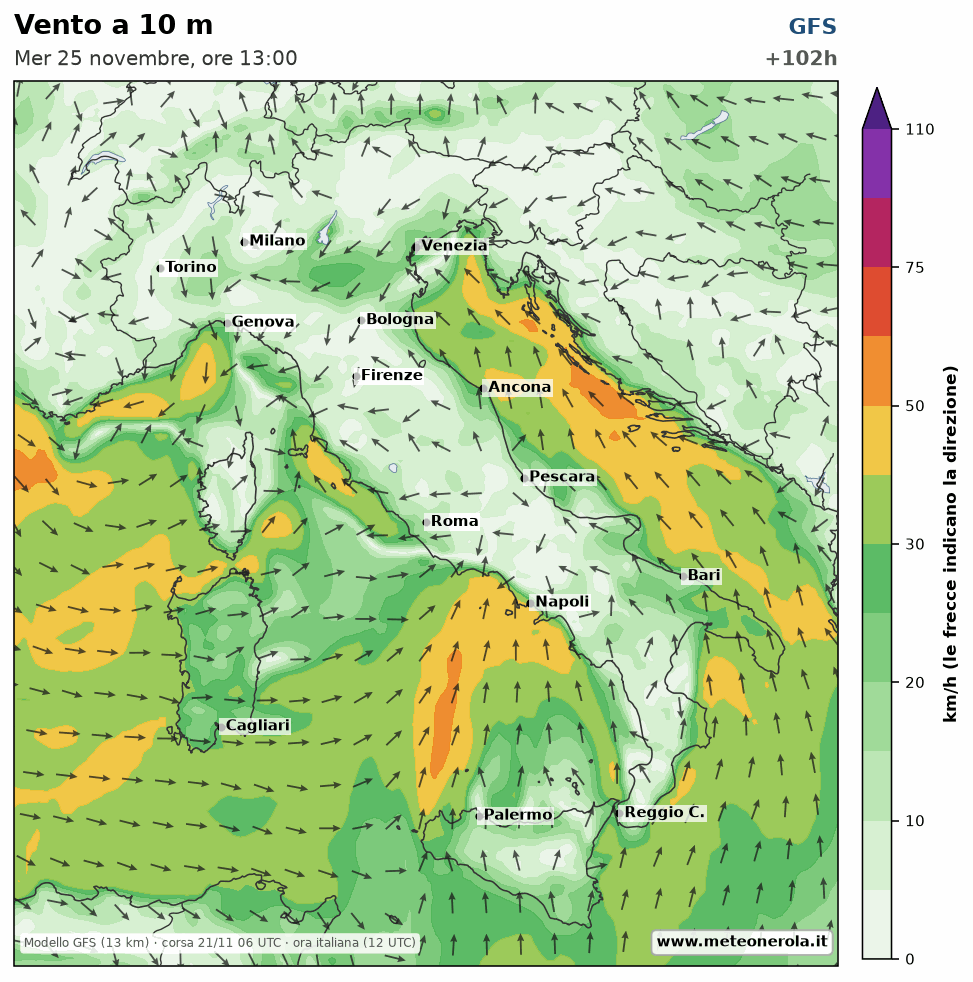 Vento a 10 m
GFS
Mer 25 novembre, ore 13:00
+102h
Milano
Venezia
Torino
Genova
Bologna
Firenze
Ancona
Pescara
Roma
Bari
Napoli
Cagliari
Palermo
Reggio C.
110
75
50
30
20
10
0
km/h (le frecce indicano la direzione)
Modello GFS (13 km) · corsa 21/11 06 UTC · ora italiana (12 UTC)
www.meteonerola.it